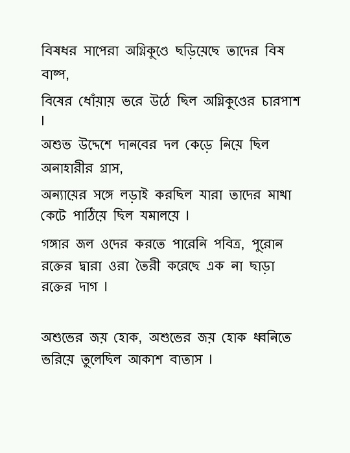 বিষধর সাপেরা অগ্নিকুণ্ডে ছড়িয়েছে তাদের বিষ
বাষ্প,
বিষের ধোঁয়ায় ভরে উঠে ছিল অগ্নিকুণ্ডের চারপাশ
।
অশুভ উদ্দেশে দানবের দল কেড়ে নিয়ে ছিল
অনাহারীর গ্রাস,
অন্যায়ের সঙ্গে লড়াই করছিল যারা তাদের মাথা
কেটে পাঠিয়ে ছিল যমালয়ে ।
গঙ্গার জল ওদের করতে পারেনি পবিত্র, পুরোন
রক্তের দ্বারা ওরা তৈরী করেছে এক না ছাড়া
রক্তের দাগ ।
অশুভের জয় হোক, অশুভের জয় হোক ধ্বনিতে
ভরিয়ে তুলেছিল আকাশ বাতাস ।